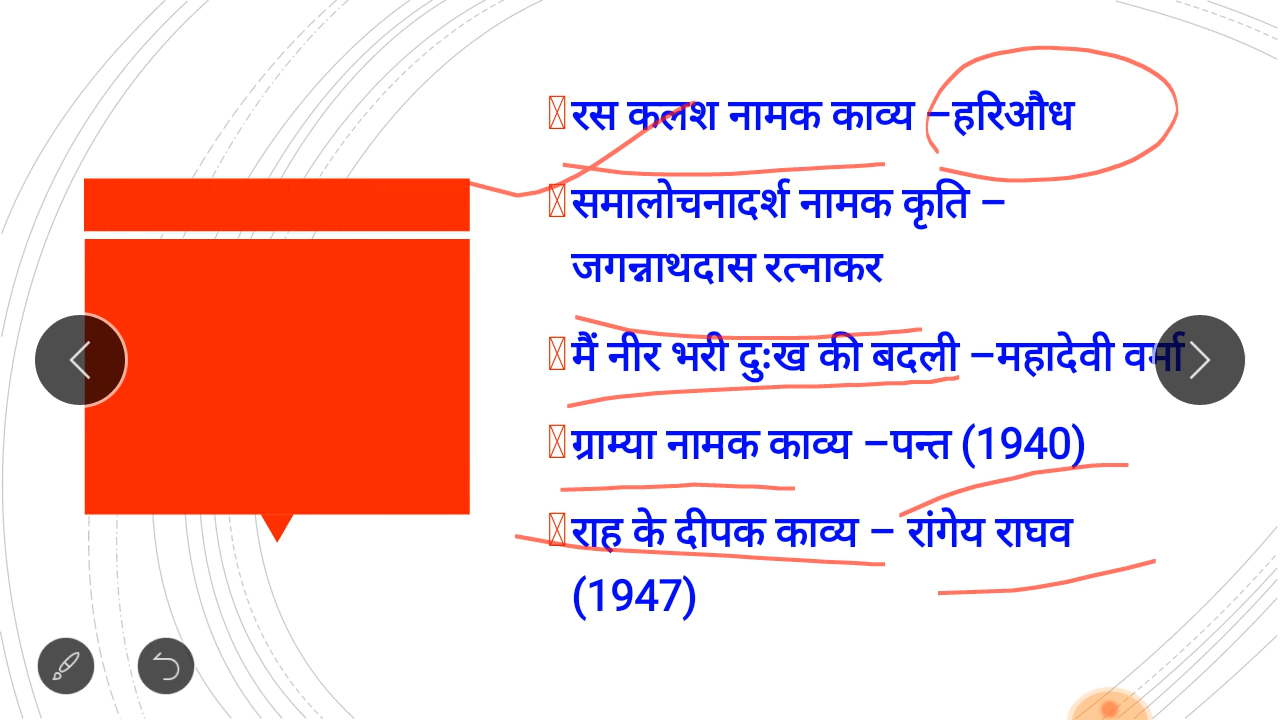 रस कलश नामक काव्य –हरिऔध
समालोचनादर्श नामक कृति –
जगन्नाथदास रत्नाकर
मैं नीर भरी दुःख की बदली –महादेवी वर्मा
ग्राम्या नामक काव्य –पन्त (1940)
राह के दीपक काव्य – रांगेय राघव
(1947)